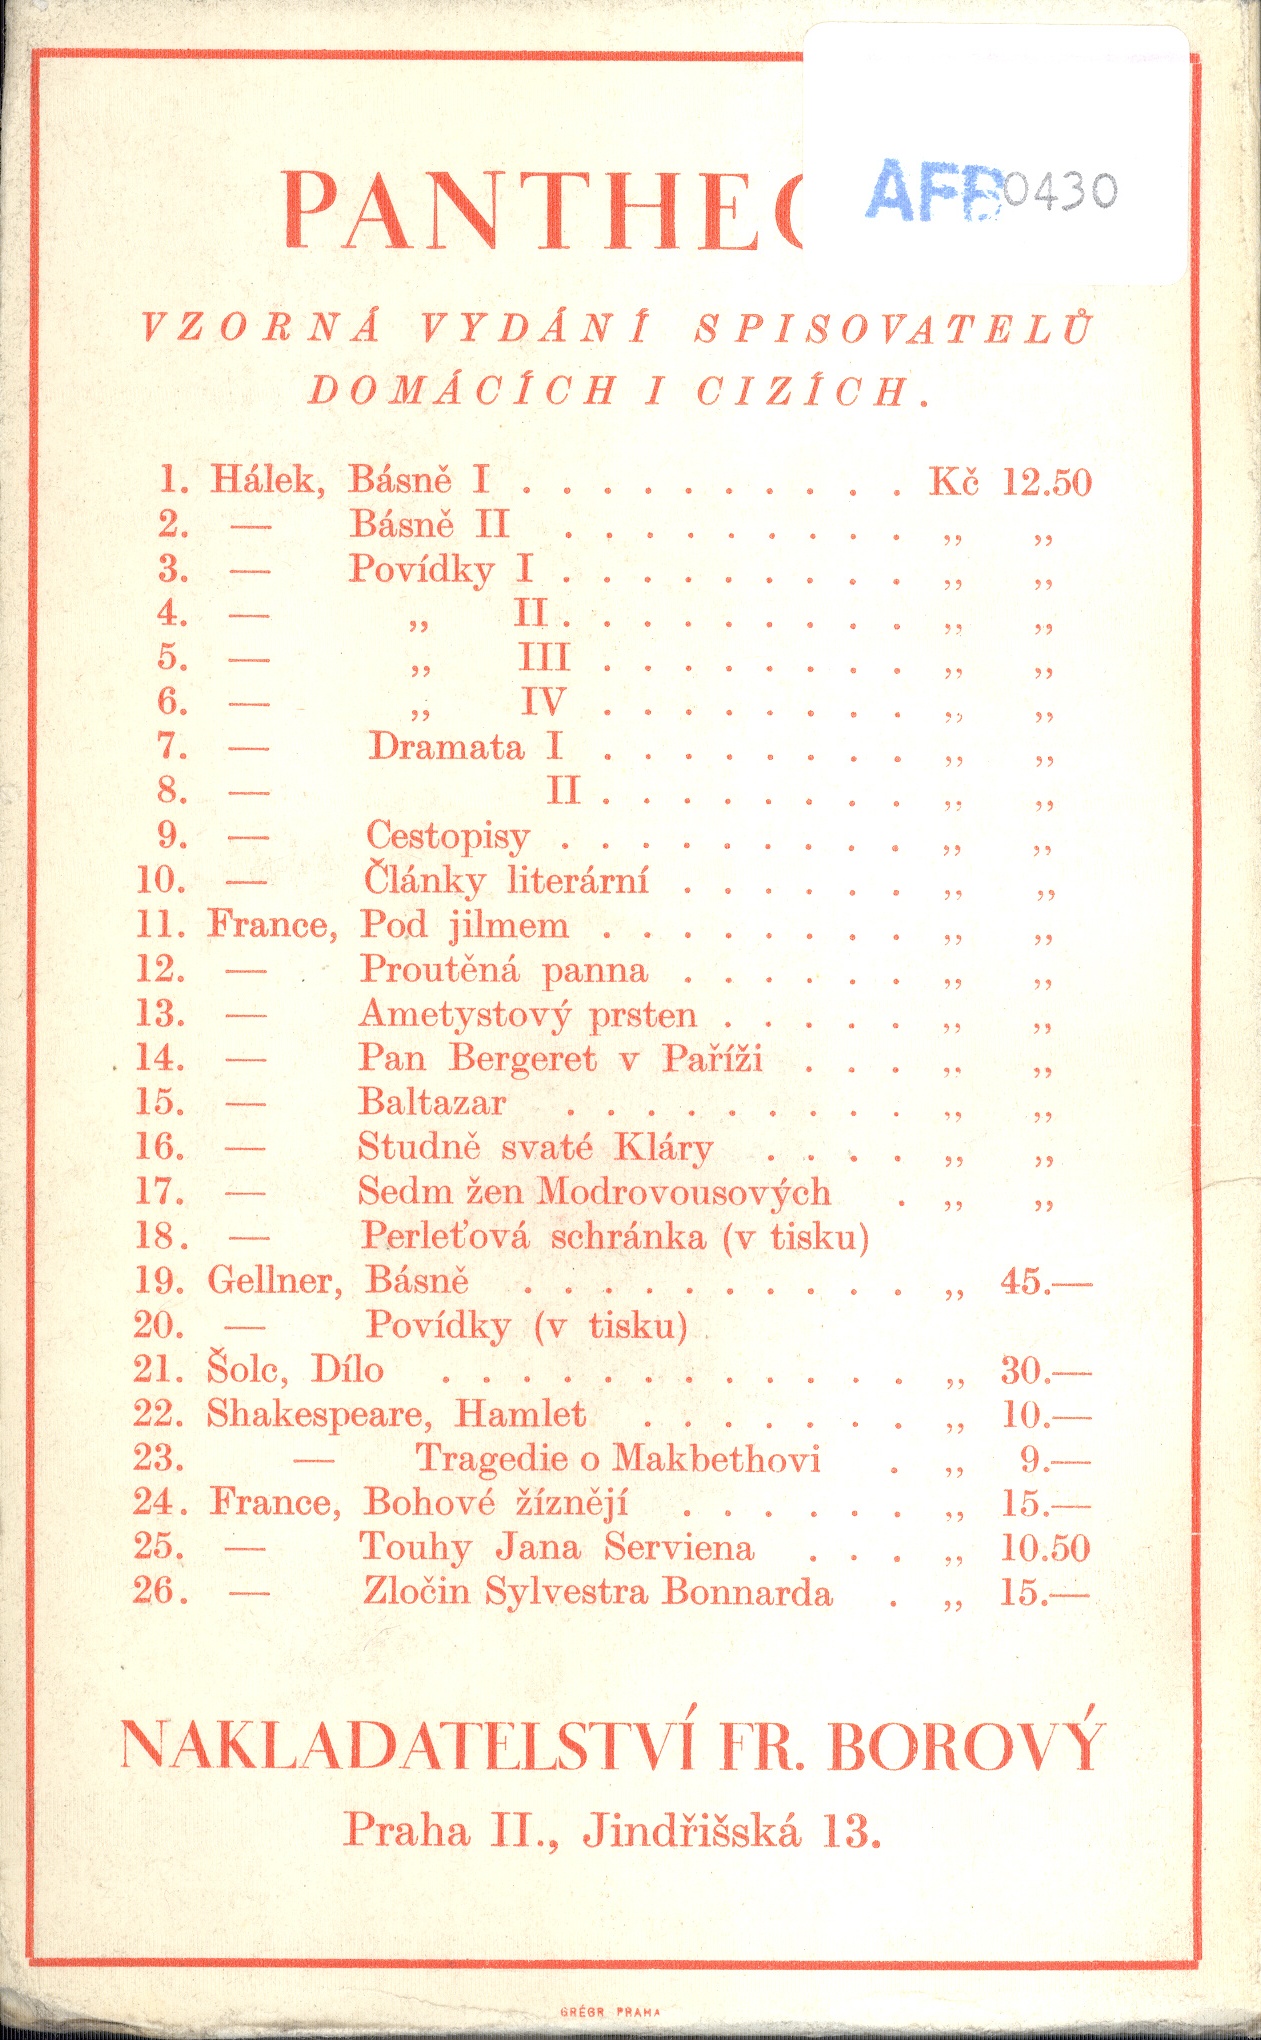 PANTHEO
AFB 0430
VZORNÁ VYDÁNÍ SPISOVATELŮ
DOMÁCÍCH I CIZÍCH.
1. Hálek, Básně I . . . . . . . . . . Kč 12.50
2. — Básně II . . . . . . . . . „ „
3. — Povídky I . . . . . . . . . „ „
4. — „ II . . . . . . . . . „ „
5. — „ III . . . . . . . . „ „
6. — „ IV . . . . . . . . „ „
7. — Dramata I . . . . . . . . „ „
8. — II . . . . . . . . „ „
9. — Cestopisy . . . . . . . . . „ „
10. — Články literární . . . . . . „ „
11. France, Pod jilmem . . . . . . . . „ „
12. — Proutěná panna . . . . . . „ „
13. — Ametystový prsten . . . . . „ „
14. — Pan Bergeret v Paříži . . . „ „
15. — Baltazar . . . . . . . . . „ „
16. — Studně svaté Kláry . . . . „ „
17. — Sedm žen Modrovousových . „ „
18. — Perleťová schránka (v tisku)
19. Gellner, Básně . . . . . . . . . . „ 45.—
20. — Povídky (v tisku)
21. Šolc, Dílo . . . . . . . . . . . . „ 30.—
22. Shakespeare, Hamlet . . . . . . . „ 10.—
23. — Tragedie o Makbethovi . „ 9.—
24. France, Bohové žíznějí . . . . . . „ 15.—
25. — Touhy Jana Serviena . . . „ 10.50
26. — Zločin Sylvestra Bonnarda . „ 15.—
NAKLADATELSTVÍ FR. BOROVÝ
Praha II., Jindřišská 13.
GRÉGR PRAHA